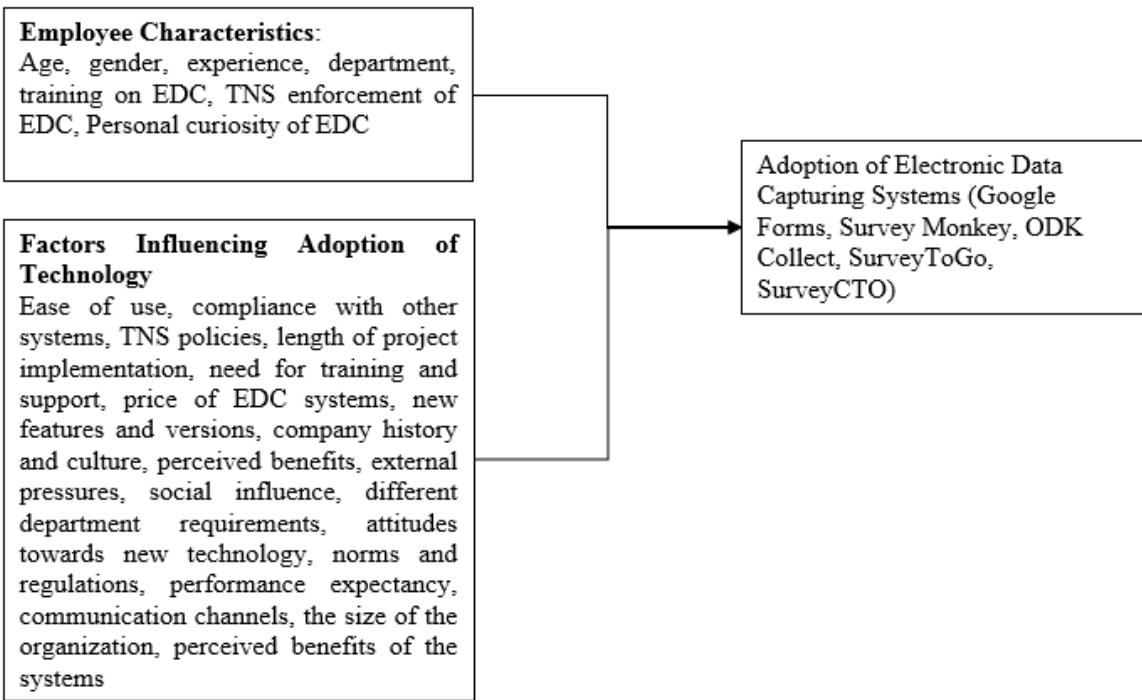 Employee Characteristics:
Age, gender, experience, department,
training on EDC, TNS enforcement of
EDC, Personal curiosity of EDC
Factors Influencing Adoption of
Technology
Ease of use, compliance with other
systems, TNS policies, length of project
implementation, need for training and
support, price of EDC systems, new
features and versions, company history
and culture, perceived benefits, external
pressures, social influence, different
department requirements, attitudes
towards new technology, norms and
regulations, performance expectancy,
communication channels, the size of the
organization, perceived benefits of the
systems
Adoption of Electronic Data
Capturing Systems (Google
Forms, Survey Monkey, ODK
Collect, SurveyToGo,
SurveyCTO)